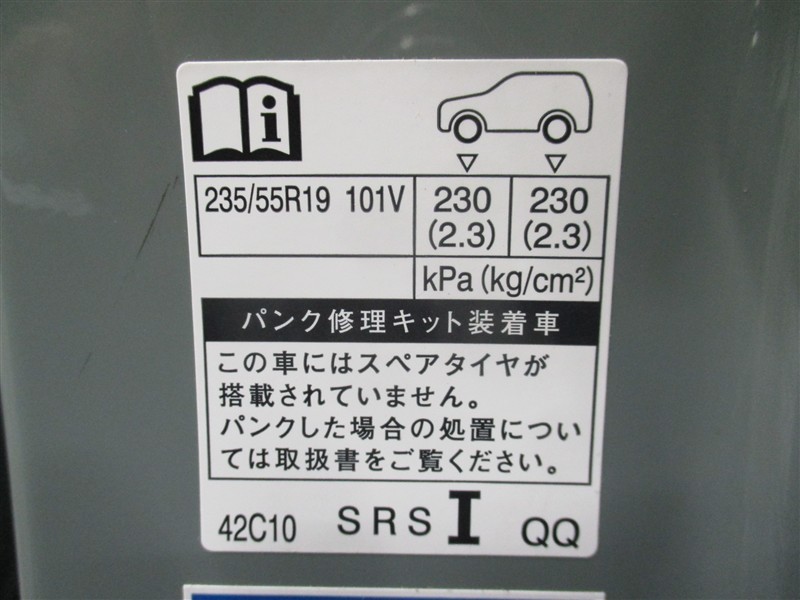 i
235/55R19 101V 230 230
(2.3) (2.3)
kPa (kg/cm²)
パンク修理キット装着車
この車にはスペアタイヤが
搭載されていません。
パンクした場合の処置につい
ては取扱書をご覧ください。
42C10 SRS I QQ